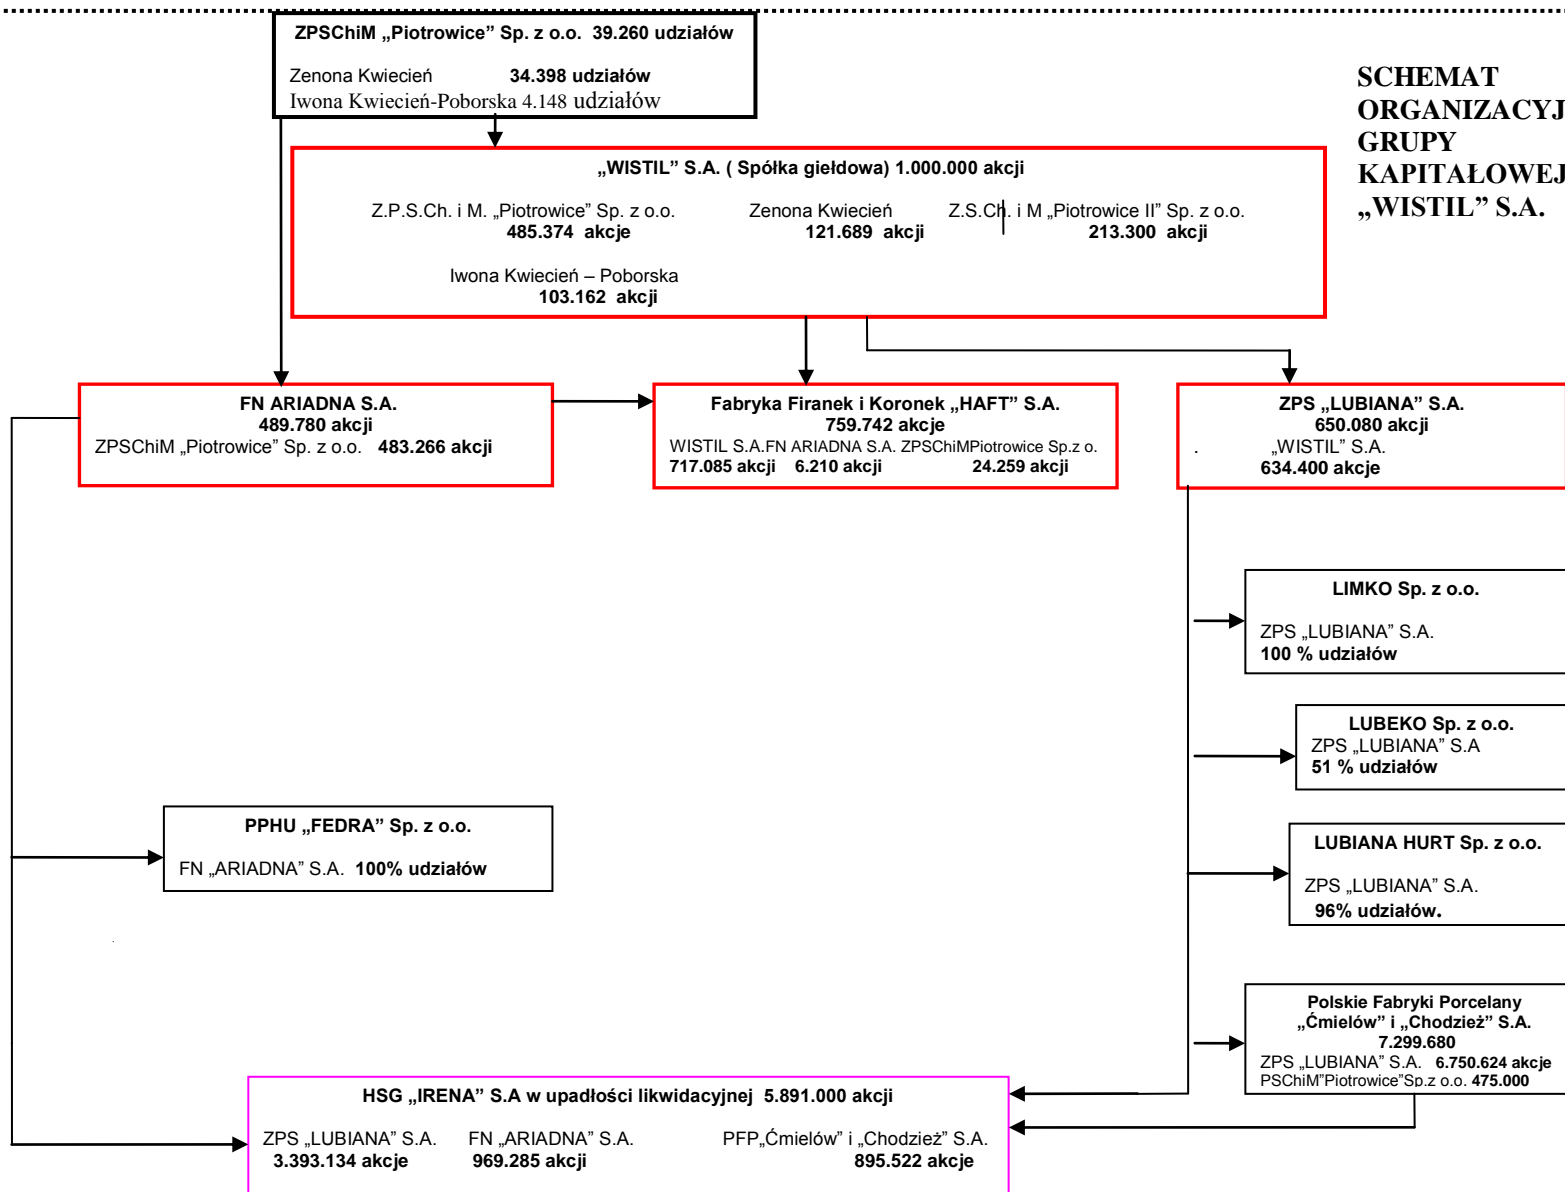 ZPSChiM „Piotrowice” Sp. z o.o. 39.260 udziałów
Zenona Kwiecień 34.398 udziałów
Iwona Kwiecień-Poborska 4.148 udziałów
SCHEMAT
ORGANIZACYJ
GRUPY
KAPITAŁOWEJ
„WISTIL” S.A.
„WISTIL” S.A. ( Spółka giełdowa) 1.000.000 akcji
Z.P.S.Ch. i M. „Piotrowice” Sp. z o.o. Zenona Kwiecień Z.S.Ch. i M „Piotrowice II” Sp. z o.o.
485.374 akcje 121.689 akcji 213.300 akcji
Iwona Kwiecień – Poborska
103.162 akcji
FN ARIADNA S.A.
489.780 akcji
ZPSChiM „Piotrowice” Sp. z o.o. 483.266 akcji
Fabryka Firanek i Koronek „HAFT” S.A.
759.742 akcje
WISTIL S.A.FN ARIADNA S.A. ZPSChiMPiotrowice Sp.z o.
717.085 akcji 6.210 akcji 24.259 akcji
ZPS „LUBIANA” S.A.
650.080 akcji
. „WISTIL” S.A.
634.400 akcje
LIMKO Sp. z o.o.
ZPS „LUBIANA” S.A.
100 % udziałów
LUBEKO Sp. z o.o.
ZPS „LUBIANA” S.A
51 % udziałów
PPHU „FEDRA” Sp. z o.o.
FN „ARIADNA” S.A. 100% udziałów
LUBIANA HURT Sp. z o.o.
ZPS „LUBIANA” S.A.
96% udziałów.
Polskie Fabryki Porcelany
„Ćmielów” i „Chodzież” S.A.
7.299.680
ZPS „LUBIANA” S.A. 6.750.624 akcje
PSChiM”Piotrowice”Sp.z o.o. 475.000
HSG „IRENA” S.A w upadłości likwidacyjnej 5.891.000 akcji
ZPS „LUBIANA” S.A. FN „ARIADNA” S.A. PFP„Ćmielów” i „Chodzież” S.A.
3.393.134 akcje 969.285 akcji 895.522 akcje